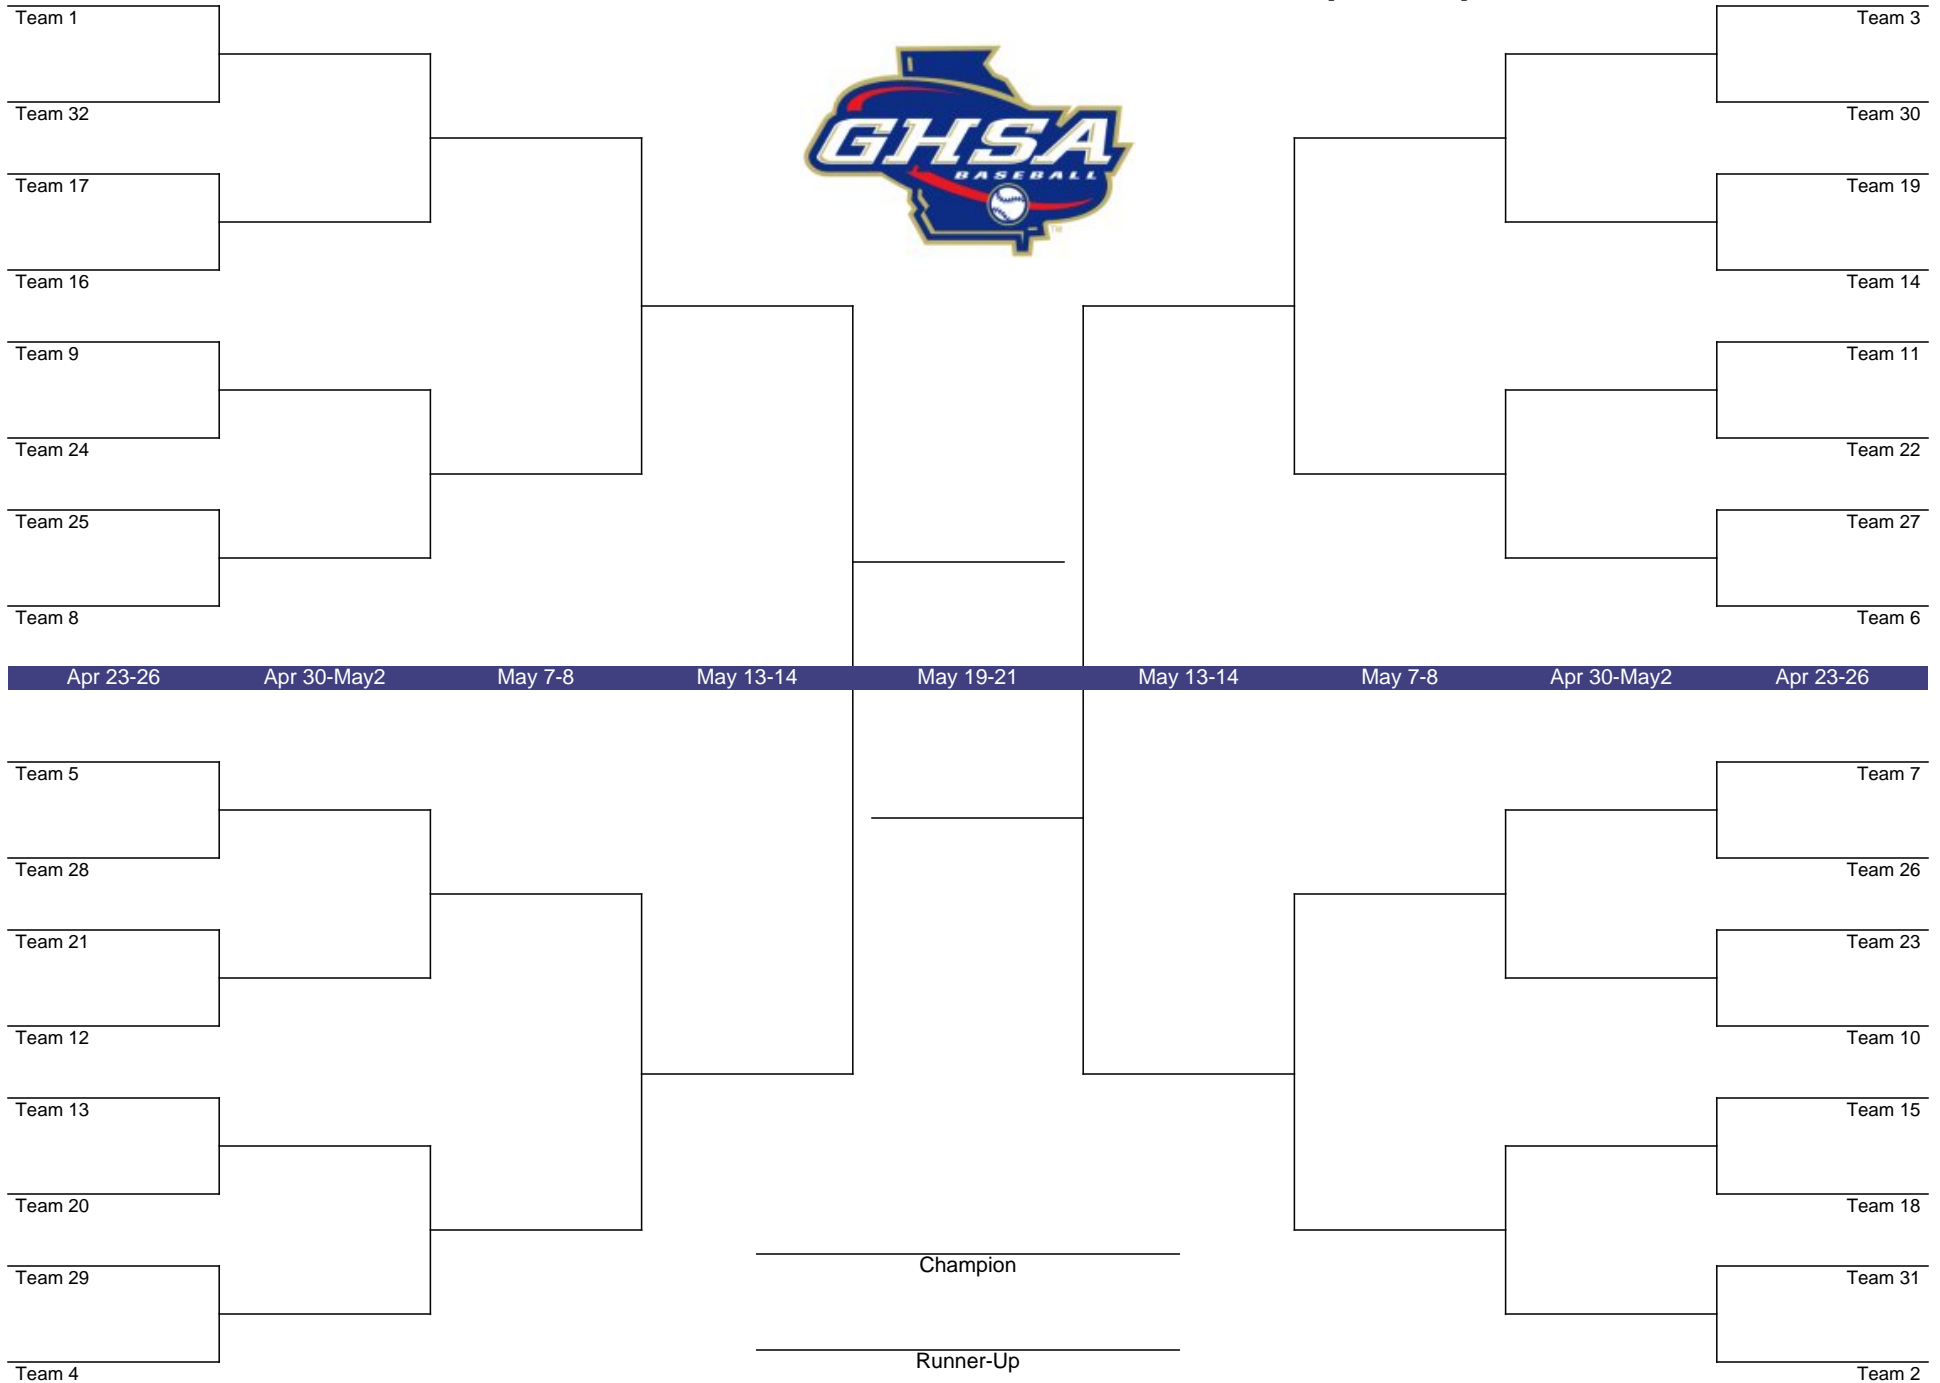 Team 1
Team 3
Team 32
Team 30
Team 17
Team 19
Team 16
Team 14
Team 9
Team 11
Team 24
Team 22
Team 25
Team 27
Team 8
Team 6
GHSA
BASEBALL
TM
Apr 23-26 Apr 30-May2 May 7-8 May 13-14 May 19-21 May 13-14 May 7-8 Apr 30-May2 Apr 23-26
Team 5
Team 7
Team 28
Team 26
Team 21
Team 23
Team 12
Team 10
Team 13
Team 15
Team 20
Team 18
Team 29
Team 31
Team 4
Team 2
Champion
Runner-Up